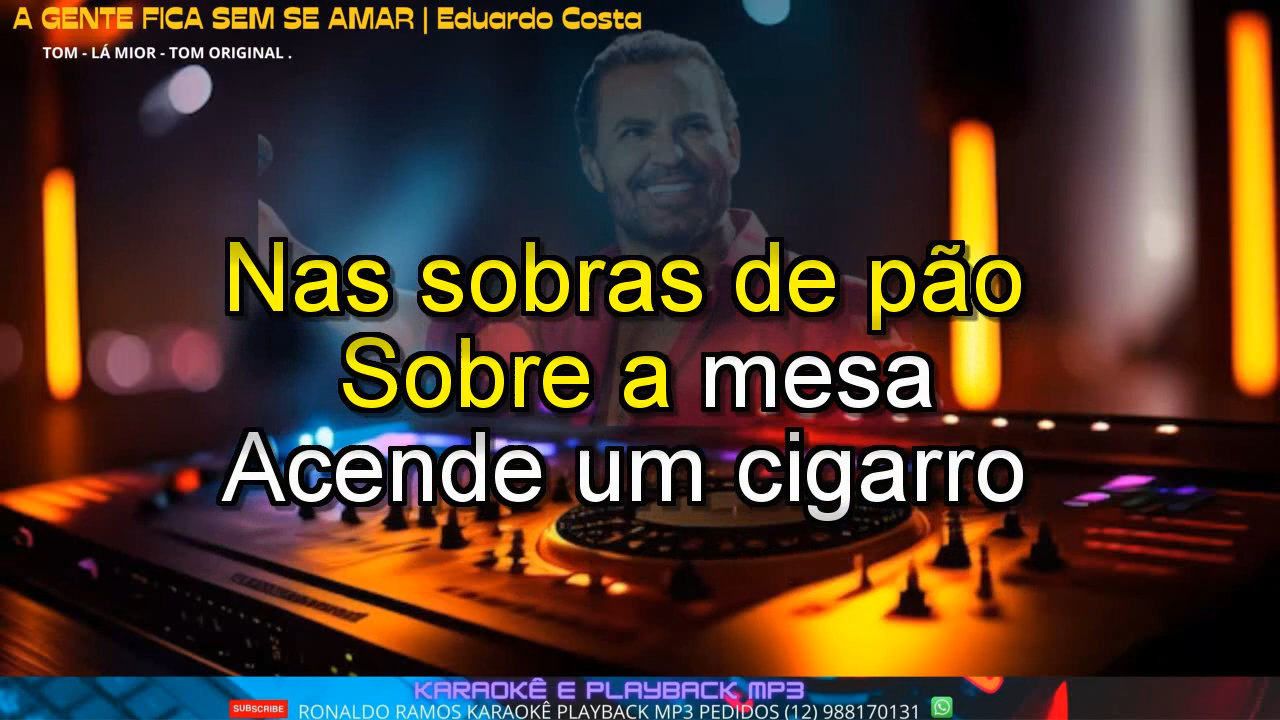 A GENTE FICA SEM SE AMAR | Eduardo Costa
TOM - LÁ MIOR - TOM ORIGINAL .
Nas sobras de pão
Sobre a mesa
Acende um cigarro
KARAOKÊ E PLAYBACK MP3
SUBSCRIBE RONALDO RAMOS KARAOKÊ PLAYBACK MP3 PEDIDOS (12) 988170131